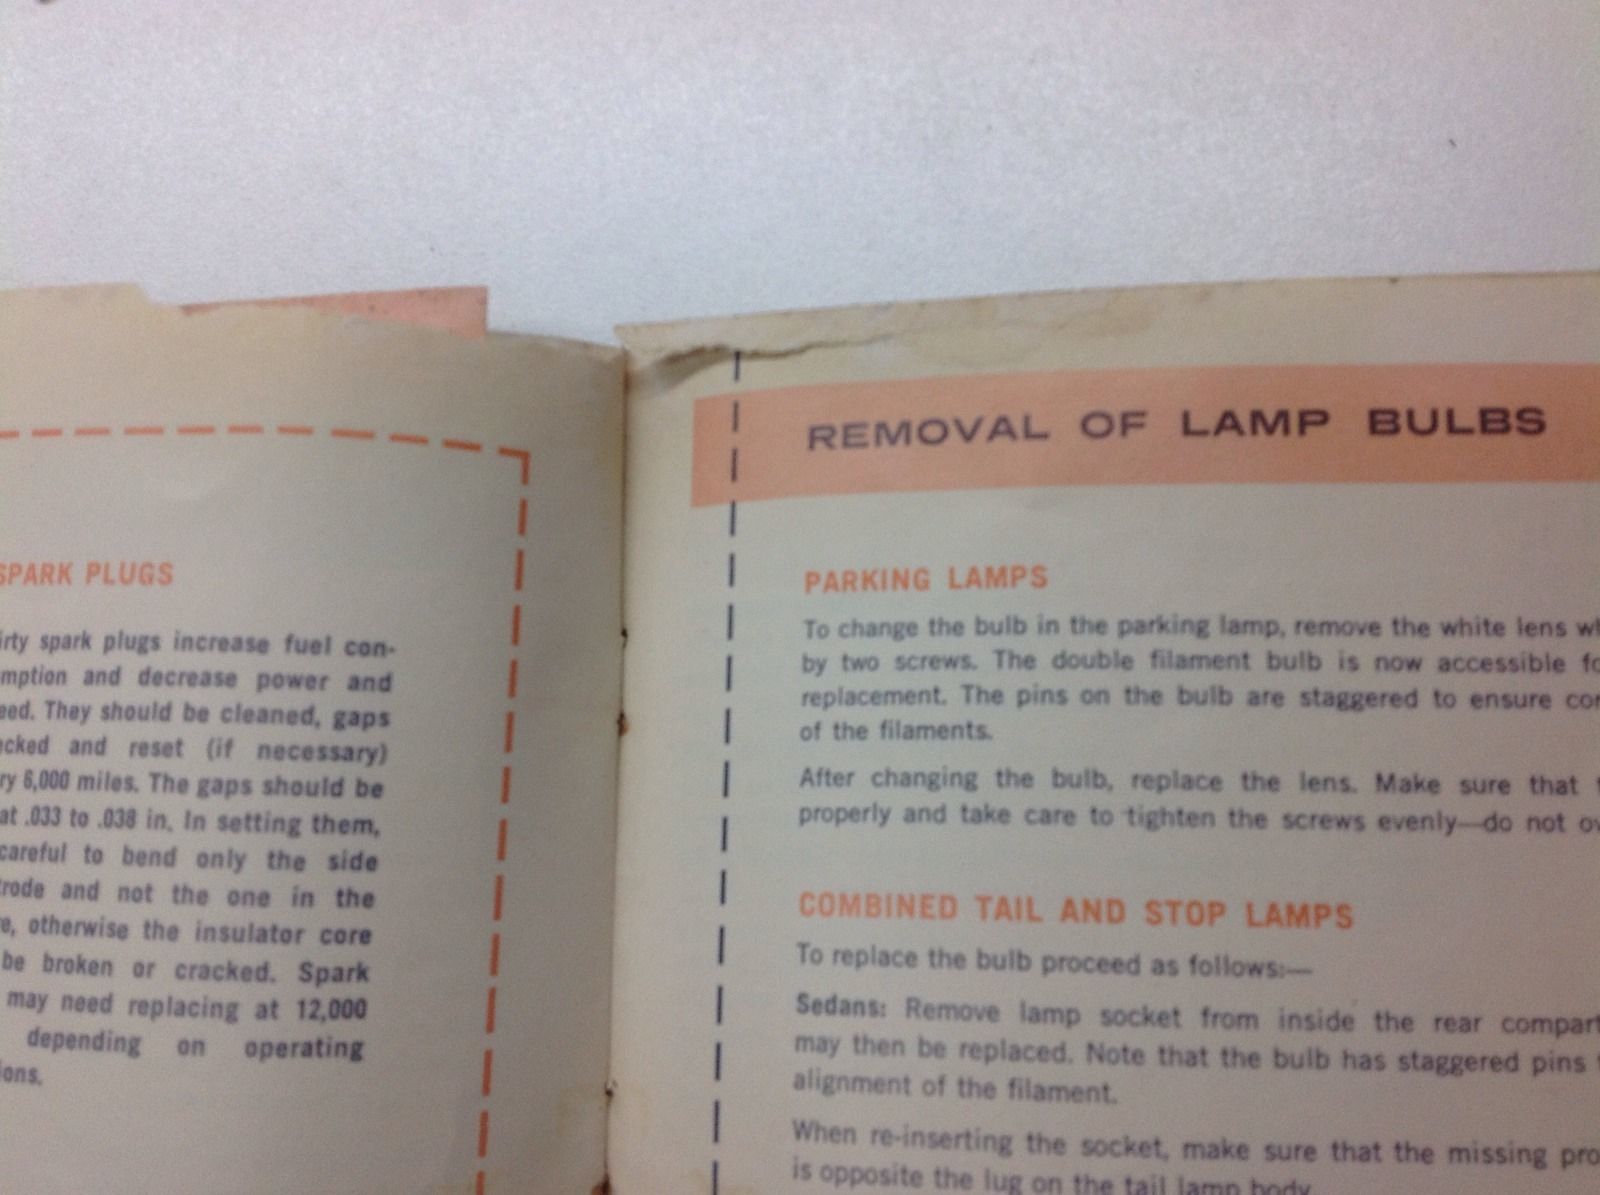 SPARK PLUGS
irty spark plugs increase fuel con-
mption and decrease power and
eed. They should be cleaned, gaps
ecked and reset (if necessary)
ry 6,000 miles. The gaps should be
at .033 to .038 in. In setting them,
careful to bend only the side
trode and not the one in the
re, otherwise the insulator core
be broken or cracked. Spark
may need replacing at 12,000
depending on operating
ions.
REMOVAL OF LAMP BULBS
PARKING LAMPS
To change the bulb in the parking lamp, remove the white lens wh
by two screws. The double filament bulb is now accessible fo
replacement. The pins on the bulb are staggered to ensure cor
of the filaments.
After changing the bulb, replace the lens. Make sure that t
properly and take care to tighten the screws evenly—do not ov
COMBINED TAIL AND STOP LAMPS
To replace the bulb proceed as follows:—
Sedans: Remove lamp socket from inside the rear compart
may then be replaced. Note that the bulb has staggered pins t
alignment of the filament.
When re-inserting the socket, make sure that the missing pro
is opposite the lug on the tail lamp body.